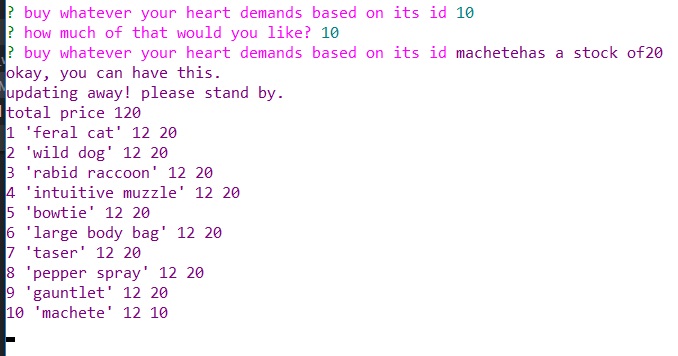 ? buy whatever your heart demands based on its id 10
? how much of that would you like? 10
? buy whatever your heart demands based on its id machetehas a stock of20
okay, you can have this.
updating away! please stand by.
total price 120
1 'feral cat' 12 20
2 'wild dog' 12 20
3 'rabid raccoon' 12 20
4 'intuitive muzzle' 12 20
5 'bowtie' 12 20
6 'large body bag' 12 20
7 'taser' 12 20
8 'pepper spray' 12 20
9 'gauntlet' 12 20
10 'machete' 12 10